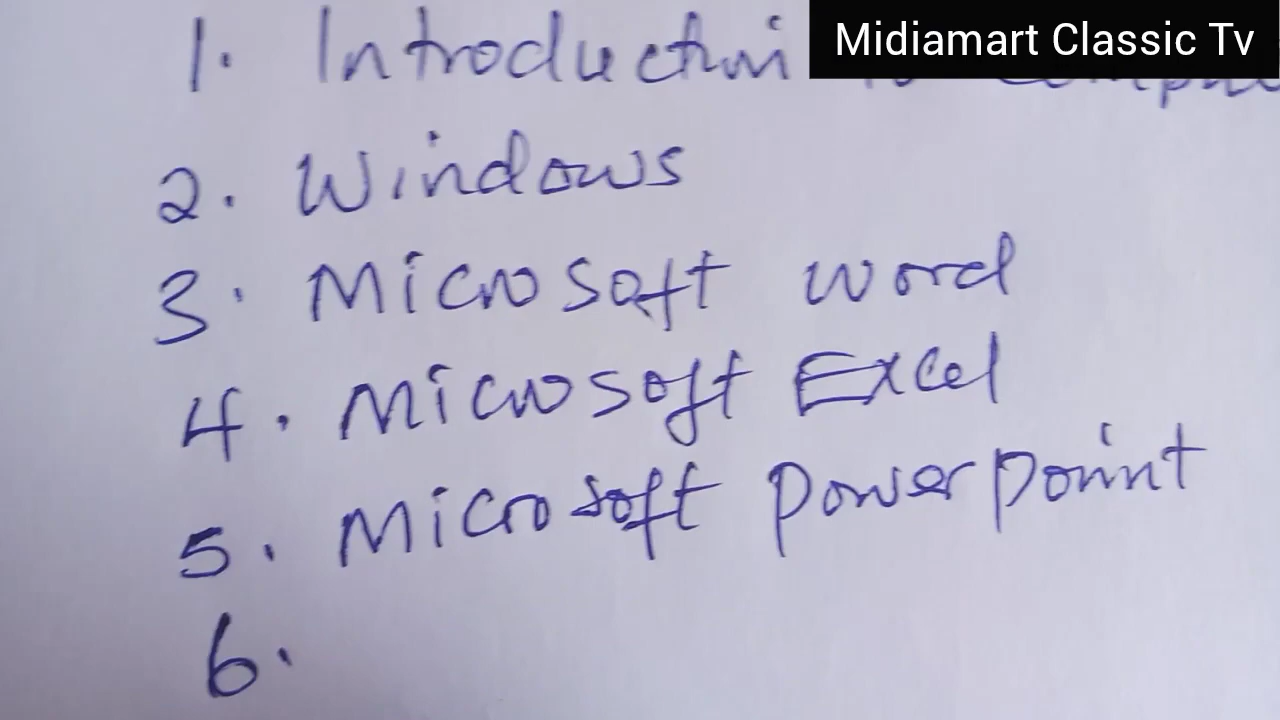 Midiamart Classic Tv
1. Introduction
2. Windows
3. Microsoft word
4. Microsoft Excel
5. Microsoft PowerPoint
6.